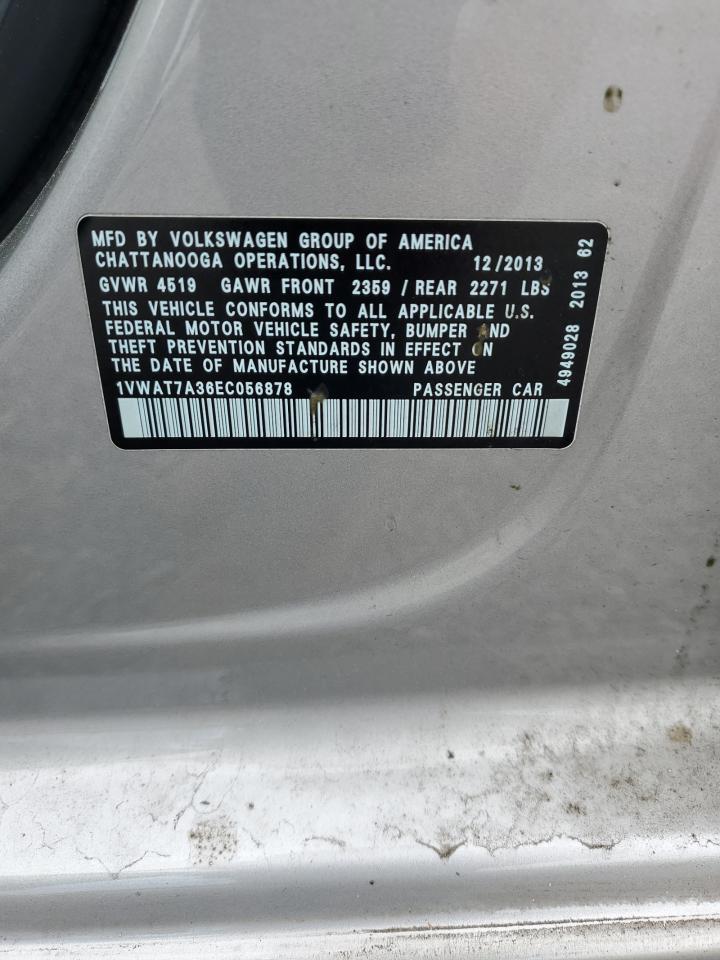 MFD BY VOLKSWAGEN GROUP OF AMERICA
CHATTANOOGA OPERATIONS, LLC. 12/2013
GVWR 4519 GAWR FRONT 2359 / REAR 2271 LBS
THIS VEHICLE CONFORMS TO ALL APPLICABLE U.S.
FEDERAL MOTOR VEHICLE SAFETY, BUMPER AND
THEFT PREVENTION STANDARDS IN EFFECT ON
THE DATE OF MANUFACTURE SHOWN ABOVE
1VWAT7A36EC056878 PASSENGER CAR
4949028 2013 62